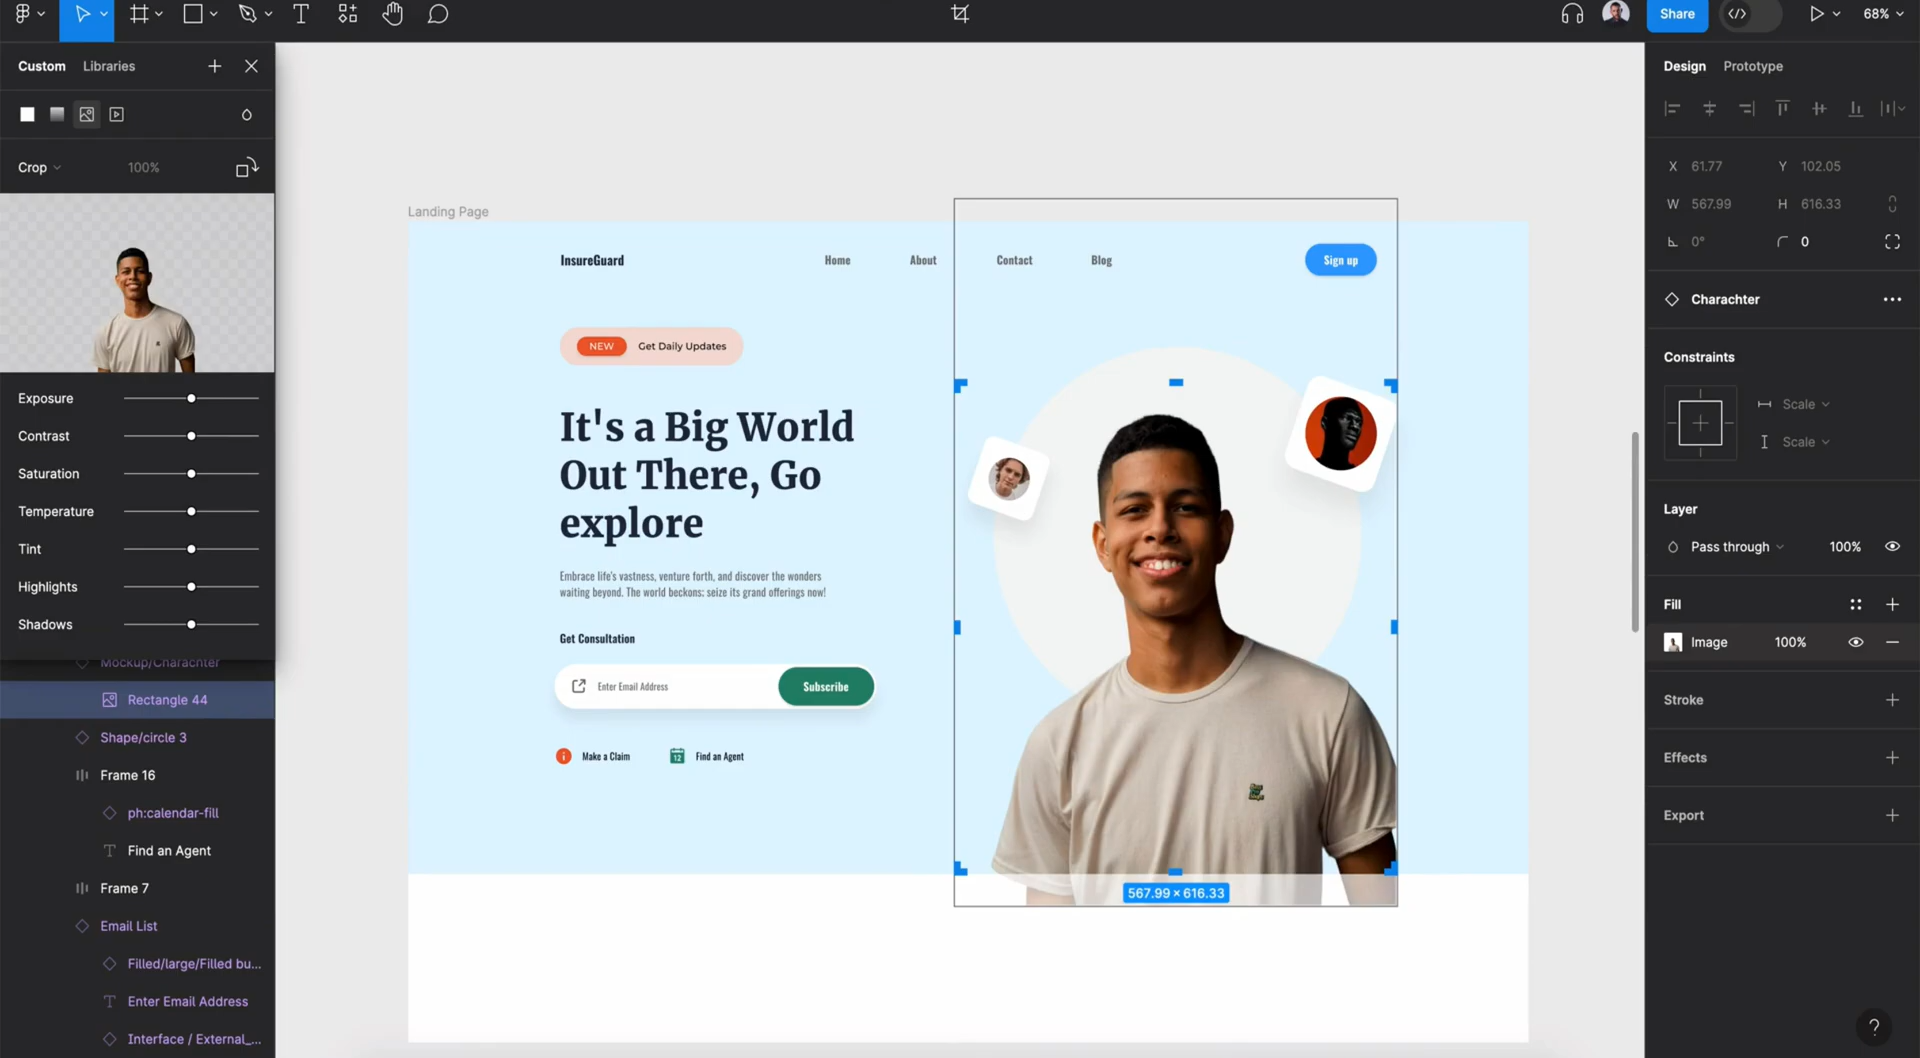 Share
68%
Custom
Libraries
Crop
100%
Exposure
Contrast
Saturation
Temperature
Tint
Highlights
Shadows
Mockup/Charachter
Rectangle 44
Shape/circle 3
Frame 16
ph:calendar-fill
Find an Agent
Frame 7
Email List
Filled/large/Filled bu...
Enter Email Address
Interface / External_...
Landing Page
InsureGuard
Home
About
Contact
Blog
Sign up
NEW
Get Daily Updates
It's a Big World
Out There, Go
explore
Embrace life's vastness, venture forth, and discover the wonders
waiting beyond. The world beckons: seize its grand offerings now!
Get Consultation
Enter Email Address
Subscribe
Make a Claim
12
Find an Agent
567.99 × 616.33
Design
Prototype
X 61.77
Y 102.05
W 567.99
H 616.33
0°
0
Charachter
Constraints
Scale
Scale
Layer
Pass through
100%
Fill
Image
100%
Stroke
Effects
Export
?